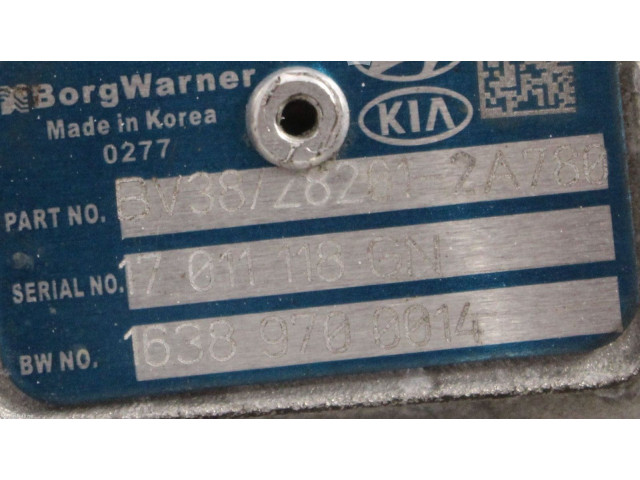 BorgWarner
KIA
Made in Korea
0277
PART NO. BV38/28201 2A780
SERIAL NO. 17 011 118 GN
BW NO. 1638 970 0014